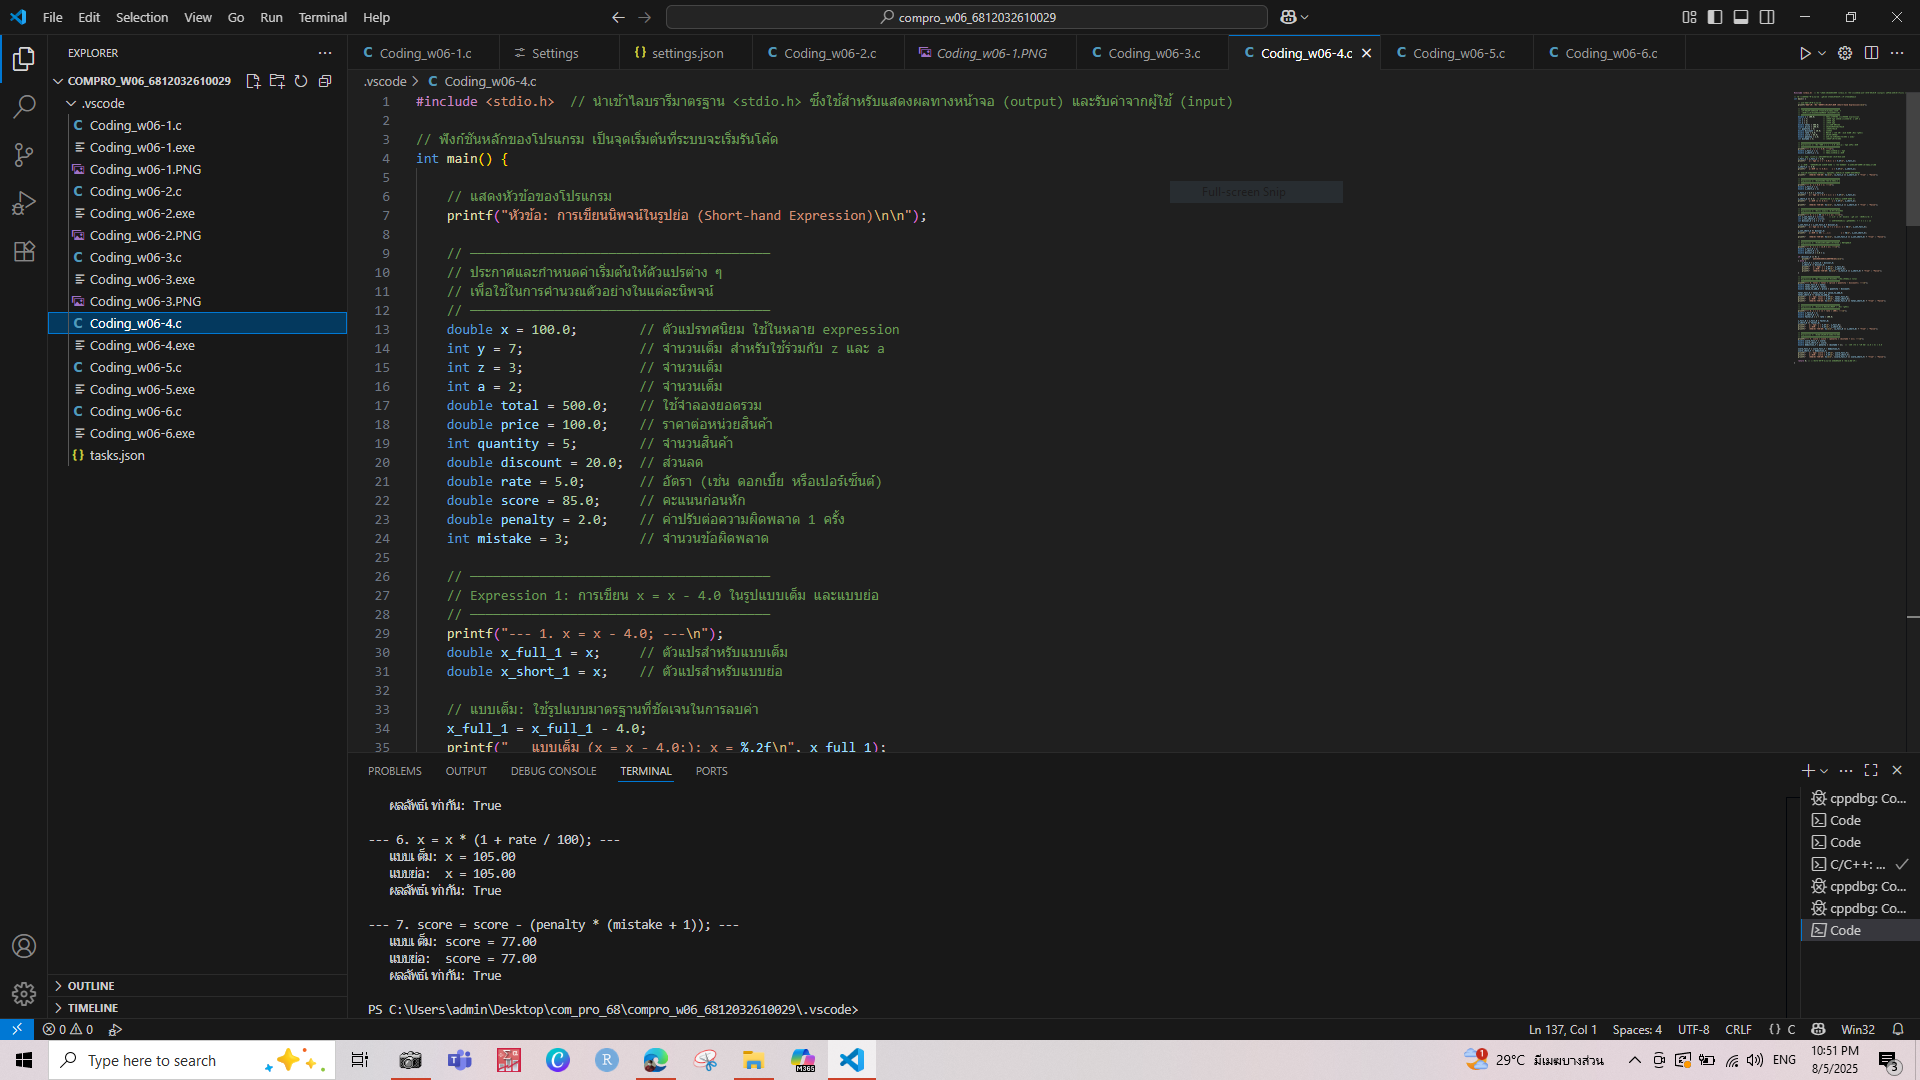 File Edit Selection View Go Run Terminal Help
compro_w06_6812032610029
EXPLORER
COMPRO_W06_6812032610029
.vscode
Coding_w06-1.c
Coding_w06-1.exe
Coding_w06-1.PNG
Coding_w06-2.c
Coding_w06-2.exe
Coding_w06-2.PNG
Coding_w06-3.c
Coding_w06-3.exe
Coding_w06-3.PNG
Coding_w06-4.c
Coding_w06-4.exe
Coding_w06-5.c
Coding_w06-5.exe
Coding_w06-6.c
Coding_w06-6.exe
tasks.json
OUTLINE
TIMELINE
Coding_w06-1.c Settings settings.json Coding_w06-2.c Coding_w06-1.PNG Coding_w06-3.c Coding_w06-4.c Coding_w06-5.c Coding_w06-6.c
.vscode > C Coding_w06-4.c
1 #include <stdio.h> // นำเข้าไลบรารีมาตรฐาน <stdio.h> ซึ่งใช้สำหรับแสดงผลทางหน้าจอ (output) และรับค่าจากผู้ใช้ (input)
2
3 // ฟังก์ชันหลักของโปรแกรม เป็นจุดเริ่มต้นที่ระบบจะเริ่มรันโค้ด
4 int main() {
5
6 // แสดงหัวข้อของโปรแกรม
7 printf("หัวข้อ: การเขียนนิพจน์ในรูปย่อ (Short-hand Expression)\n\n");
Full-screen Snip
8
9 // ───────────────────────────────────────
10 // ประกาศและกำหนดค่าเริ่มต้นให้ตัวแปรต่าง ๆ
11 // เพื่อใช้ในการคำนวณตัวอย่างในแต่ละนิพจน์
12 // ───────────────────────────────────────
13 double x = 100.0; // ตัวแปรทศนิยม ใช้ในหลาย expression
14 int y = 7; // จำนวนเต็ม สำหรับใช้ร่วมกับ z และ a
15 int z = 3; // จำนวนเต็ม
16 int a = 2; // จำนวนเต็ม
17 double total = 500.0; // ใช้จำลองยอดรวม
18 double price = 100.0; // ราคาต่อหน่วยสินค้า
19 int quantity = 5; // จำนวนสินค้า
20 double discount = 20.0; // ส่วนลด
21 double rate = 5.0; // อัตรา (เช่น ดอกเบี้ย หรือเปอร์เซ็นต์)
22 double score = 85.0; // คะแนนก่อนหัก
23 double penalty = 2.0; // ค่าปรับต่อความผิดพลาด 1 ครั้ง
24 int mistake = 3; // จำนวนข้อผิดพลาด
25
26 // ───────────────────────────────────────
27 // Expression 1: การเขียน x = x - 4.0 ในรูปแบบเต็ม และแบบย่อ
28 // ───────────────────────────────────────
29 printf("--- 1. x = x - 4.0; ---\n");
30 double x_full_1 = x; // ตัวแปรสำหรับแบบเต็ม
31 double x_short_1 = x; // ตัวแปรสำหรับแบบย่อ
32
33 // แบบเต็ม: ใช้รูปแบบมาตรฐานที่ชัดเจนในการลบค่า
34 x_full_1 = x_full_1 - 4.0;
35 printf(" แบบเต็ม (x = x - 4.0;): x = %.2f\n", x_full_1);
PROBLEMS OUTPUT DEBUG CONSOLE TERMINAL PORTS
ผลลัพธ์เท่ากัน: True
--- 6. x = x * (1 + rate / 100); ---
แบบเต็ม: x = 105.00
แบบย่อ: x = 105.00
ผลลัพธ์เท่ากัน: True
--- 7. score = score - (penalty * (mistake + 1)); ---
แบบเต็ม: score = 77.00
แบบย่อ: score = 77.00
ผลลัพธ์เท่ากัน: True
PS C:\Users\admin\Desktop\com_pro_68\compro_w06_6812032610029\.vscode>
cppdbg: Co...
Code
Code
C/C++: ...
cppdbg: Co...
cppdbg: Co...
Code
0 0 Ln 137, Col 1 Spaces: 4 UTF-8 CRLF {} C Win32
Type here to search
29°C มีเมฆบางส่วน ENG 10:51 PM
8/5/2025